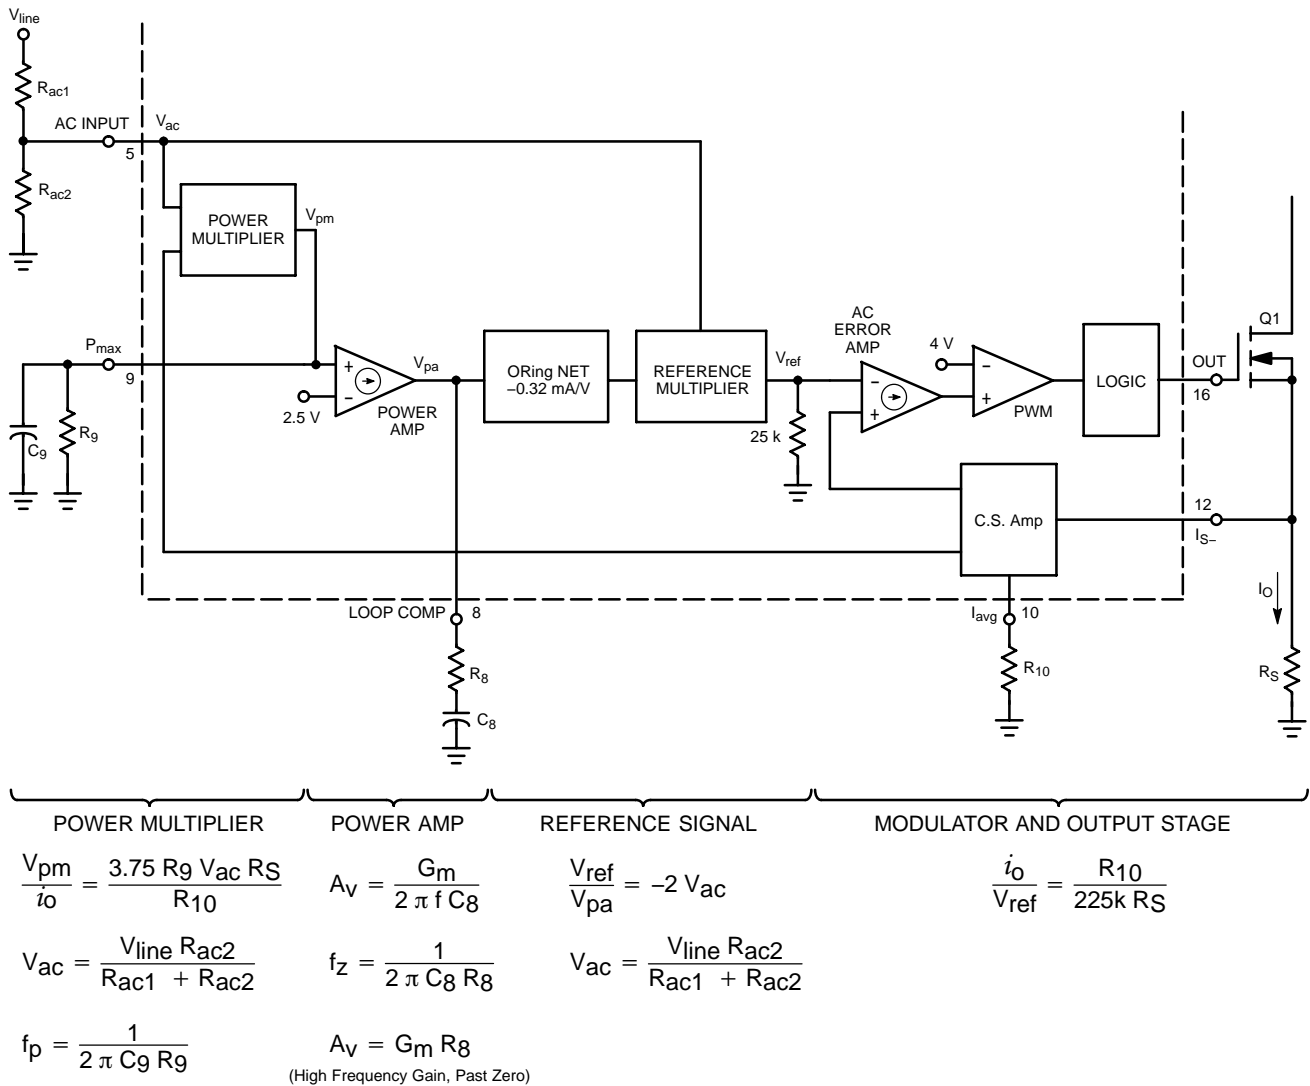 Vline
Rac1
AC INPUT
Vac
5
Rac2
POWER
MULTIPLIER
Vpm
Pmax
9
C9
R9
+
–
2.5 V
POWER
AMP
Vpa
ORing NET
–0.32 mA/V
REFERENCE
MULTIPLIER
Vref
25 k
AC
ERROR
AMP
–
+
4 V
–
+
PWM
LOGIC
OUT
16
Q1
C.S. Amp
12
IS–
LOOP COMP
8
R8
C8
Iavg
10
R10
IO
RS
POWER MULTIPLIER
Vpm / io = 3.75 R9 Vac RS / R10
Vac = Vline Rac2 / Rac1 + Rac2
fp = 1 / 2 π C9 R9
POWER AMP
Av = Gm / 2 π f C8
fz = 1 / 2 π C8 R8
Av = Gm R8
(High Frequency Gain, Past Zero)
REFERENCE SIGNAL
Vref / Vpa = –2 Vac
Vac = Vline Rac2 / Rac1 + Rac2
MODULATOR AND OUTPUT STAGE
io / Vref = R10 / 225k RS